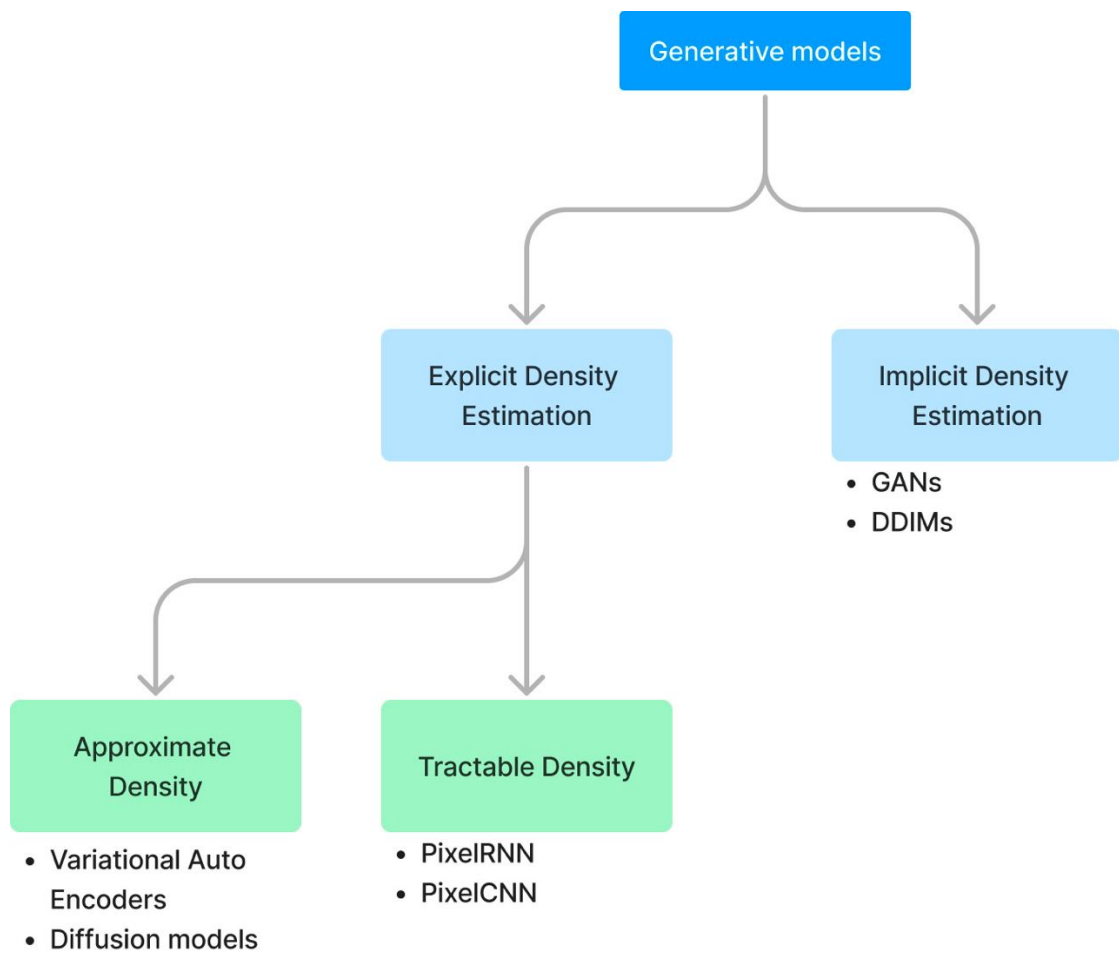 Generative models
Explicit Density
Estimation
Implicit Density
Estimation
• GANs
• DDIMs
Approximate
Density
Tractable Density
• Variational Auto
Encoders
• Diffusion models
• PixelRNN
• PixelCNN